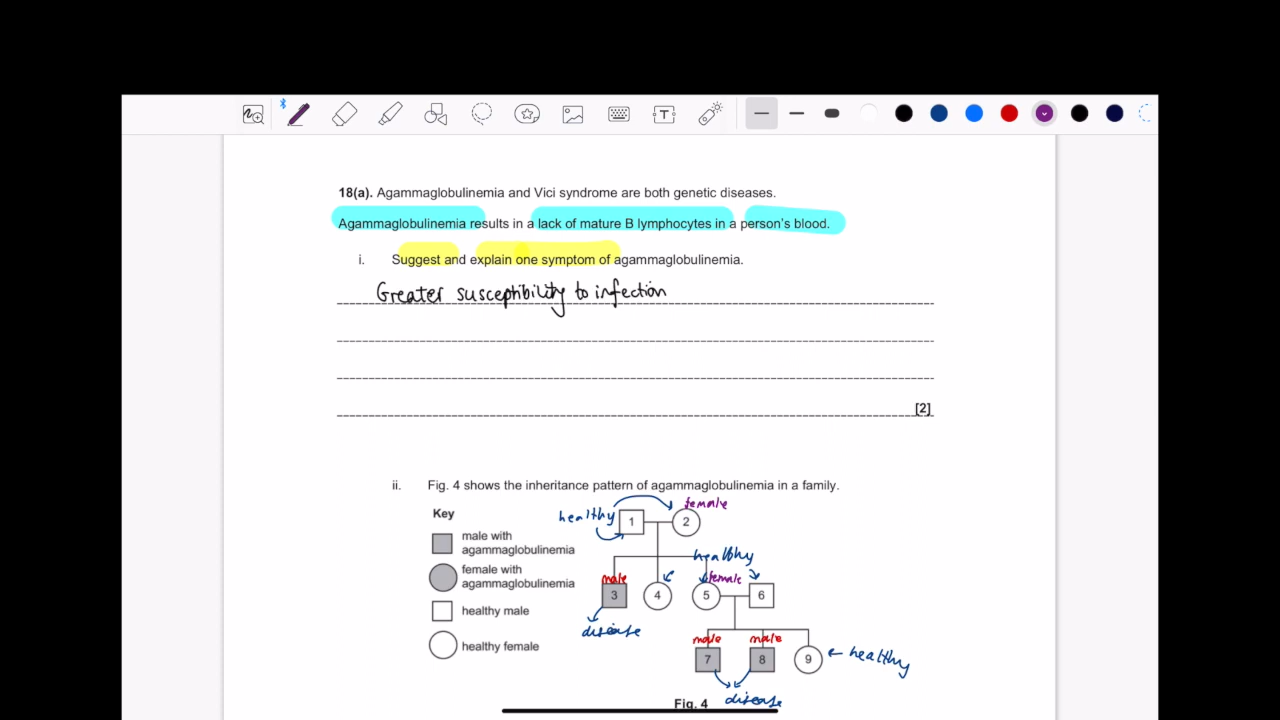 18(a). Agammaglobulinemia and Vici syndrome are both genetic diseases.
Agammaglobulinemia results in a lack of mature B lymphocytes in a person's blood.
i. Suggest and explain one symptom of agammaglobulinemia.
Greater susceptibility to infection
[2]
ii. Fig. 4 shows the inheritance pattern of agammaglobulinemia in a family.
Key
male with
agammaglobulinemia
female with
agammaglobulinemia
healthy male
healthy female
healthy 1 2 female
healthy
male female
3 4 5 6
disease
male male
7 8 9 healthy
disease
Fig. 4